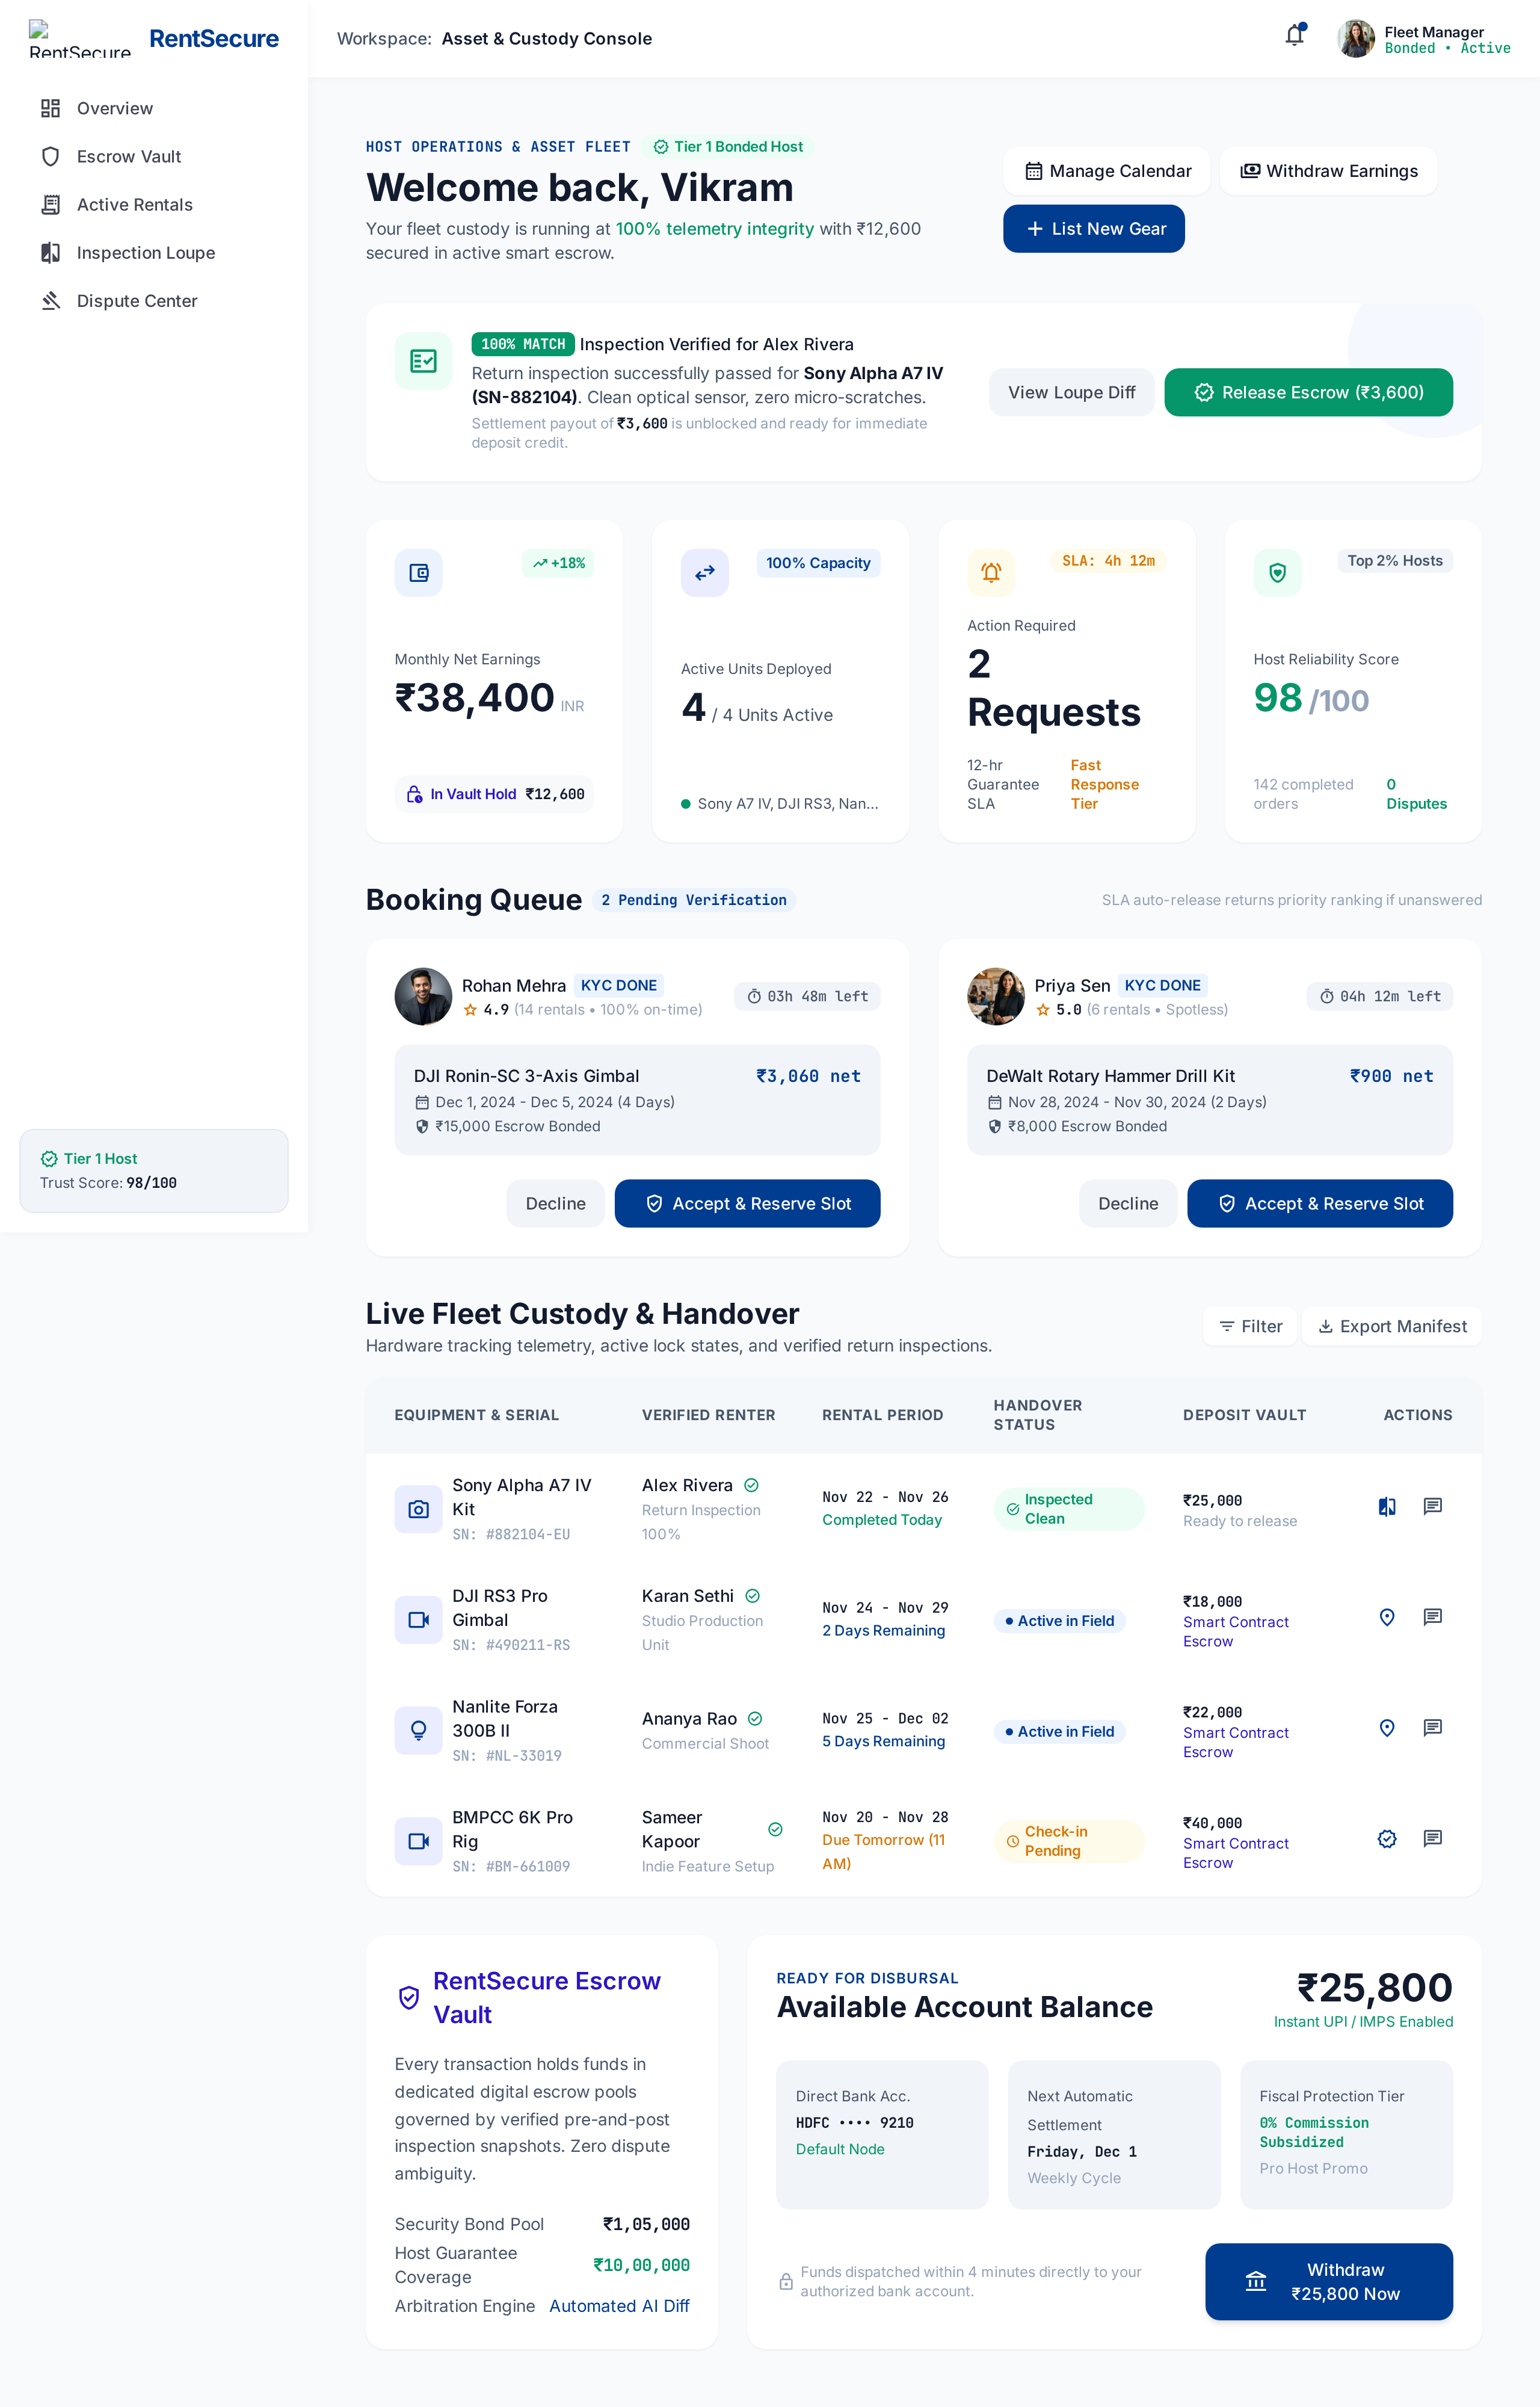 RentSecure
RentSecure
Workspace: Asset & Custody Console
Fleet Manager
Bonded • Active
Overview
Escrow Vault
Active Rentals
Inspection Loupe
Dispute Center
Tier 1 Host
Trust Score: 98/100
HOST OPERATIONS & ASSET FLEET
Tier 1 Bonded Host
Welcome back, Vikram
Your fleet custody is running at 100% telemetry integrity with ₹12,600
secured in active smart escrow.
Manage Calendar
Withdraw Earnings
List New Gear
100% MATCH Inspection Verified for Alex Rivera
Return inspection successfully passed for Sony Alpha A7 IV
(SN-882104). Clean optical sensor, zero micro-scratches.
Settlement payout of ₹3,600 is unblocked and ready for immediate
deposit credit.
View Loupe Diff
Release Escrow (₹3,600)
+18%
Monthly Net Earnings
₹38,400 INR
In Vault Hold ₹12,600
100% Capacity
Active Units Deployed
4 / 4 Units Active
Sony A7 IV, DJI RS3, Nan...
SLA: 4h 12m
Action Required
2
Requests
12-hr
Guarantee
SLA
Fast
Response
Tier
Top 2% Hosts
Host Reliability Score
98 /100
142 completed
orders
0
Disputes
Booking Queue
2 Pending Verification
SLA auto-release returns priority ranking if unanswered
Rohan Mehra KYC DONE
4.9 (14 rentals • 100% on-time)
03h 48m left
DJI Ronin-SC 3-Axis Gimbal
₹3,060 net
Dec 1, 2024 - Dec 5, 2024 (4 Days)
₹15,000 Escrow Bonded
Decline
Accept & Reserve Slot
Priya Sen KYC DONE
5.0 (6 rentals • Spotless)
04h 12m left
DeWalt Rotary Hammer Drill Kit
₹900 net
Nov 28, 2024 - Nov 30, 2024 (2 Days)
₹8,000 Escrow Bonded
Decline
Accept & Reserve Slot
Live Fleet Custody & Handover
Hardware tracking telemetry, active lock states, and verified return inspections.
Filter
Export Manifest
EQUIPMENT & SERIAL
VERIFIED RENTER
RENTAL PERIOD
HANDOVER
STATUS
DEPOSIT VAULT
ACTIONS
Sony Alpha A7 IV
Kit
SN: #882104-EU
Alex Rivera
Return Inspection
100%
Nov 22 - Nov 26
Completed Today
Inspected
Clean
₹25,000
Ready to release
DJI RS3 Pro
Gimbal
SN: #490211-RS
Karan Sethi
Studio Production
Unit
Nov 24 - Nov 29
2 Days Remaining
Active in Field
₹18,000
Smart Contract
Escrow
Nanlite Forza
300B II
SN: #NL-33019
Ananya Rao
Commercial Shoot
Nov 25 - Dec 02
5 Days Remaining
Active in Field
₹22,000
Smart Contract
Escrow
BMPCC 6K Pro
Rig
SN: #BM-661009
Sameer
Kapoor
Indie Feature Setup
Nov 20 - Nov 28
Due Tomorrow (11
AM)
Check-in
Pending
₹40,000
Smart Contract
Escrow
RentSecure Escrow
Vault
Every transaction holds funds in
dedicated digital escrow pools
governed by verified pre-and-post
inspection snapshots. Zero dispute
ambiguity.
Security Bond Pool ₹1,05,000
Host Guarantee
Coverage
₹10,00,000
Arbitration Engine Automated AI Diff
READY FOR DISBURSAL
Available Account Balance
₹25,800
Instant UPI / IMPS Enabled
Direct Bank Acc.
HDFC •••• 9210
Default Node
Next Automatic
Settlement
Friday, Dec 1
Weekly Cycle
Fiscal Protection Tier
0% Commission
Subsidized
Pro Host Promo
Funds dispatched within 4 minutes directly to your
authorized bank account.
Withdraw
₹25,800 Now